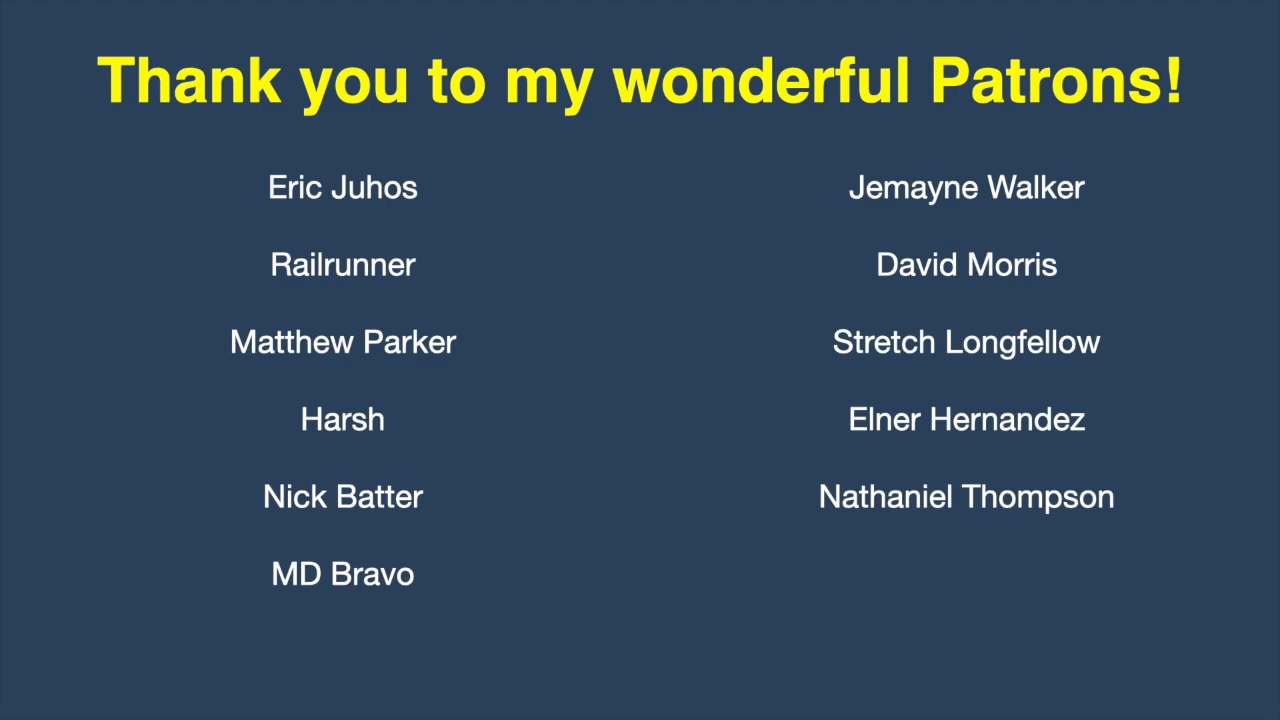 Thank you to my wonderful Patrons!
Eric Juhos
Railrunner
Matthew Parker
Harsh
Nick Batter
MD Bravo
Jemayne Walker
David Morris
Stretch Longfellow
Elner Hernandez
Nathaniel Thompson